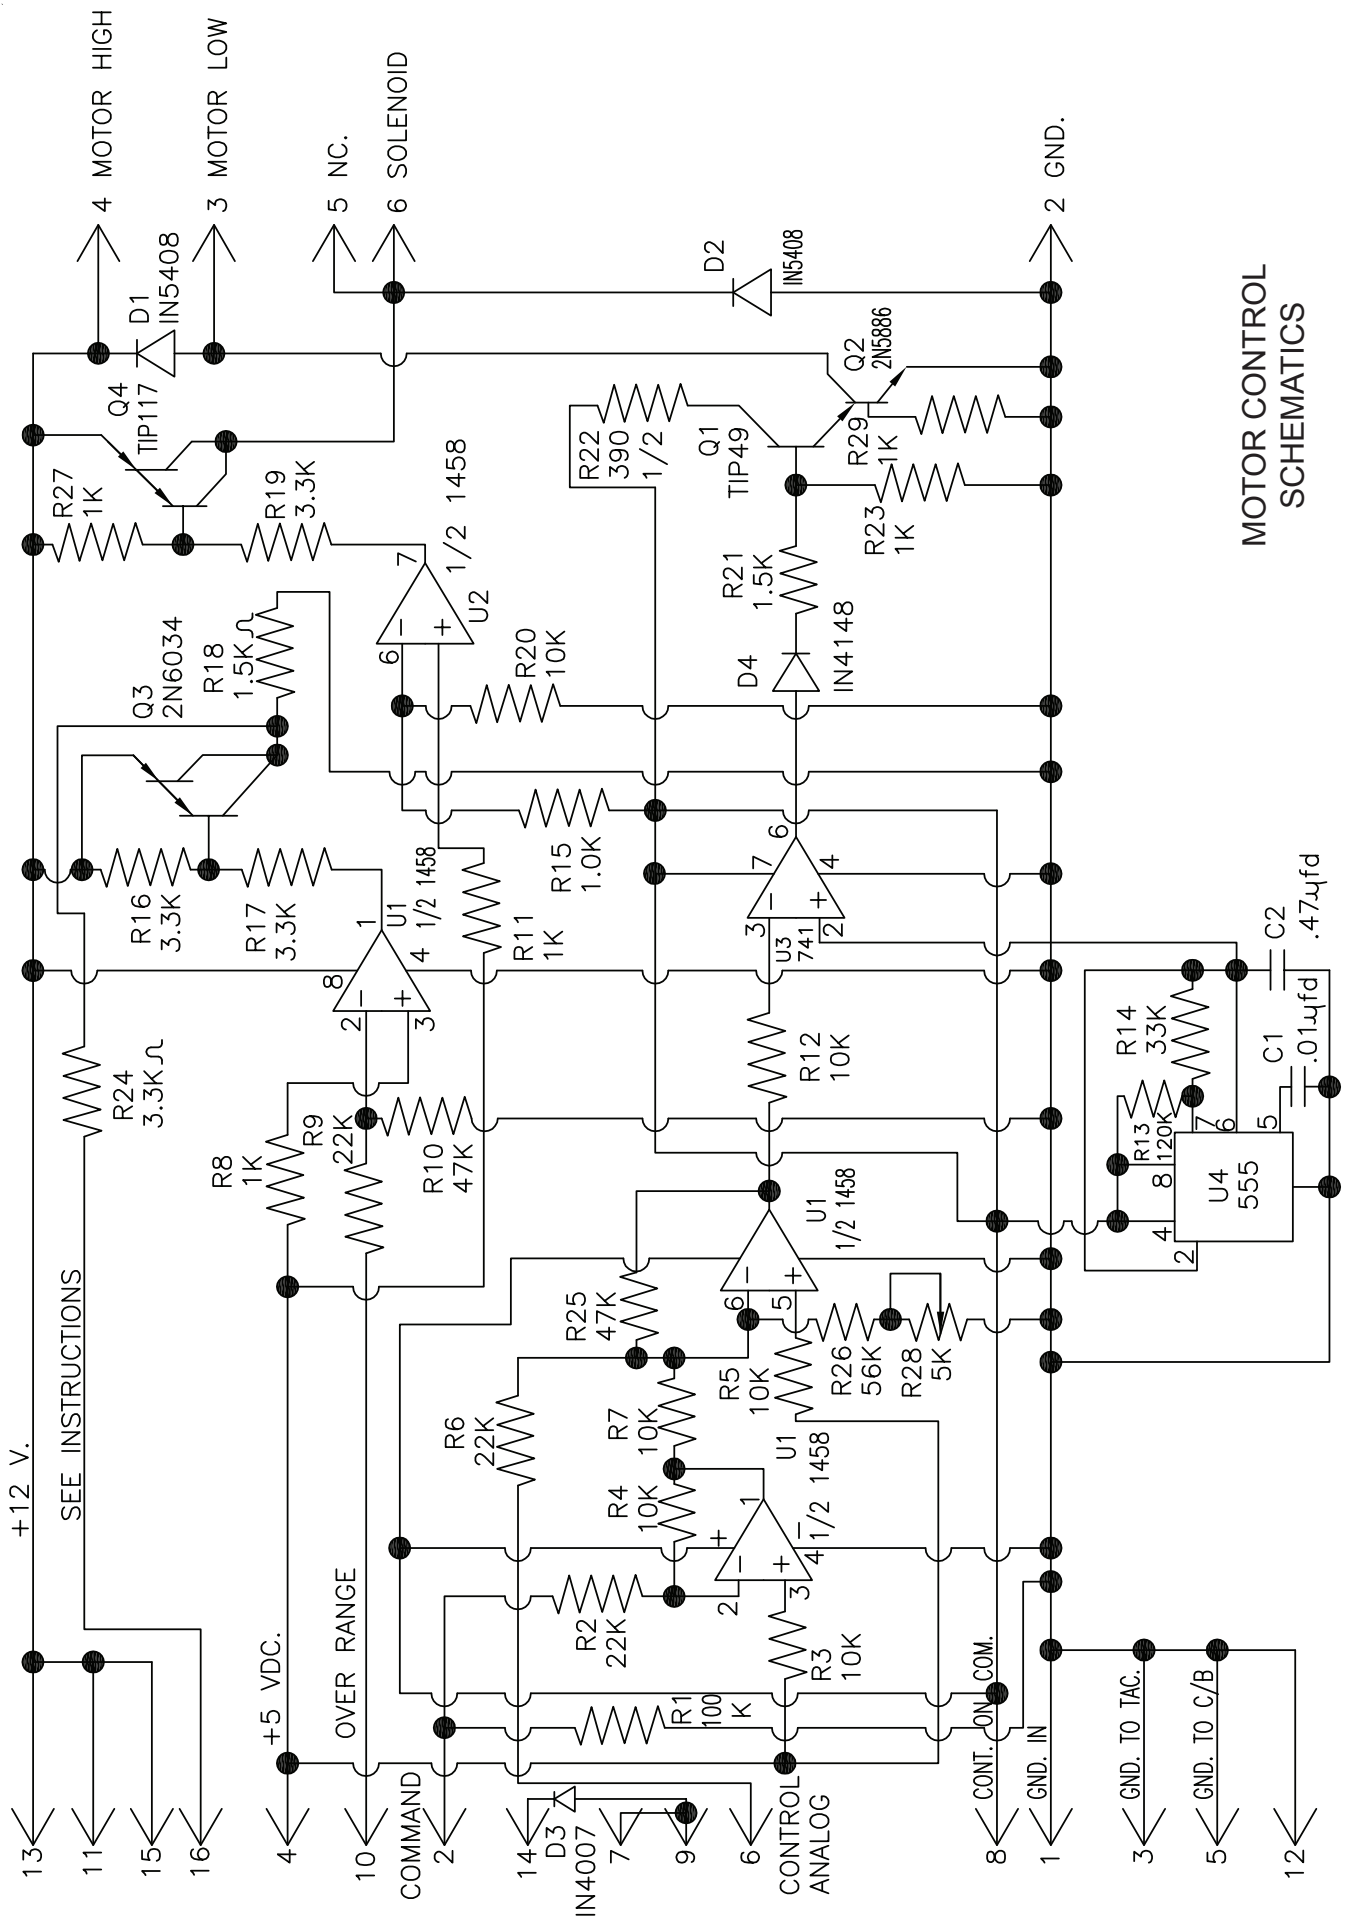 13
11
15
16
4
10
COMMAND
2
14
D3
IN4007
7
9
6
CONTROL
ANALOG
8
1
3
5
12
+12 V.
SEE INSTRUCTIONS
+5 VDC.
OVER RANGE
CONT. ON COM.
GND. IN
GND. TO TAC.
GND. TO C/B
R1
100
K
R2
22K
R3
10K
R4
10K
R7
10K
R6
22K
2
3
1
+
−
+
4
−
U1
1/2 1458
R25
47K
R5
10K
R26
56K
R28
5K
6
5
−
+
U1
1/2 1458
R8
1K
R9
22K
R10
47K
R24
3.3K
2
3
−
+
8
4
1
U1
1/2 1458
R16
3.3K
R17
3.3K
Q3
2N6034
R18
1.5K
R11
1K
R15
1.0K
R20
10K
6
−
+
7
U2
1/2 1458
R27
1K
R19
3.3K
Q4
TIP117
D1
IN5408
4 MOTOR HIGH
3 MOTOR LOW
5 NC.
6 SOLENOID
2 GND.
R12
10K
3
2
−
+
7
4
6
U3
741
D4
IN4148
R21
1.5K
R22
390
1/2
Q1
TIP49
R23
1K
R29
1K
Q2
2N5886
D2
IN5408
U4
555
2
4
8
7
6
5
R13
120K
R14
33K
C1
.01µfd
C2
.47µfd
MOTOR CONTROL
SCHEMATICS